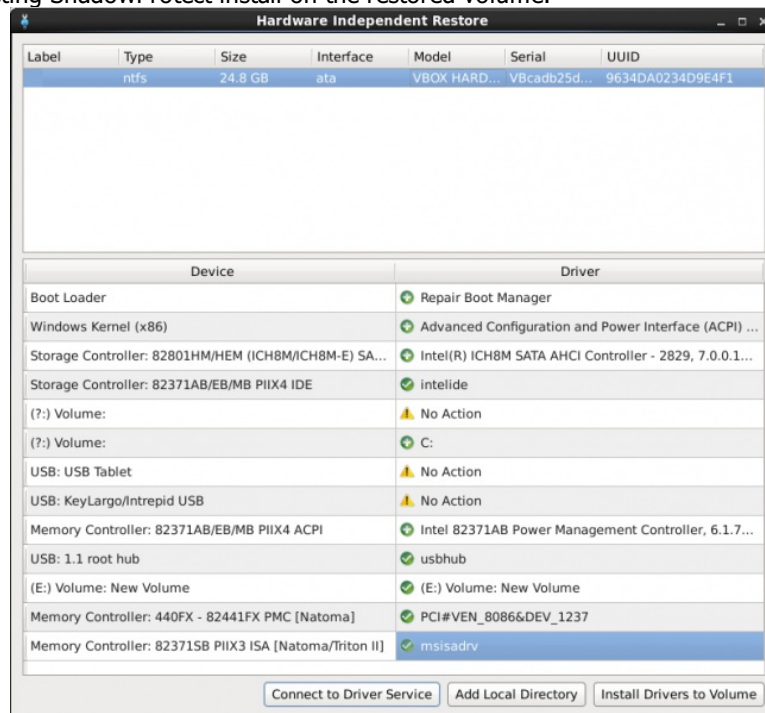 install on the restored volume.
Hardware Independent Restore
Label Type Size Interface Model Serial UUID
ntfs 24.8 GB ata VBOX HARD... VBcadb25d... 9634DA0234D9E4F1
Device Driver
Boot Loader Repair Boot Manager
Windows Kernel (x86) Advanced Configuration and Power Interface (ACPI) ...
Storage Controller: 82801HM/HEM (ICH8M/ICH8M-E) SA... Intel(R) ICH8M SATA AHCI Controller - 2829, 7.0.0.1...
Storage Controller: 82371AB/EB/MB PIIX4 IDE intelide
(?:) Volume: No Action
(?:) Volume: C:
USB: USB Tablet No Action
USB: KeyLargo/Intrepid USB No Action
Memory Controller: 82371AB/EB/MB PIIX4 ACPI Intel 82371AB Power Management Controller, 6.1.7...
USB: 1.1 root hub usbhub
(E:) Volume: New Volume (E:) Volume: New Volume
Memory Controller: 440FX - 82441FX PMC [Natoma] PCI#VEN_8086&DEV_1237
Memory Controller: 82371SB PIIX3 ISA [Natoma/Triton II] msisadrv
Connect to Driver Service Add Local Directory Install Drivers to Volume